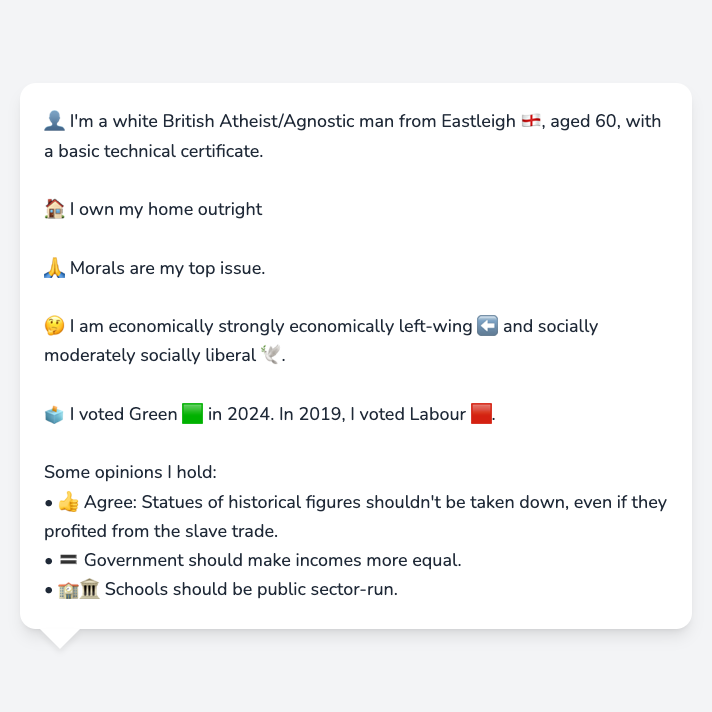 👤 I'm a white British Atheist/Agnostic man from Eastleigh 🏴󠁧󠁢󠁥󠁮󠁧󠁿, aged 60, with
a basic technical certificate.
🏠 I own my home outright
🙏 Morals are my top issue.
🤔 I am economically strongly economically left-wing ⬅️ and socially
moderately socially liberal 🕊️.
🗳️ I voted Green 🟩 in 2024. In 2019, I voted Labour 🟥.
Some opinions I hold:
• 👍 Agree: Statues of historical figures shouldn't be taken down, even if they
profited from the slave trade.
• 🟰 Government should make incomes more equal.
• 🏫🏛️ Schools should be public sector-run.